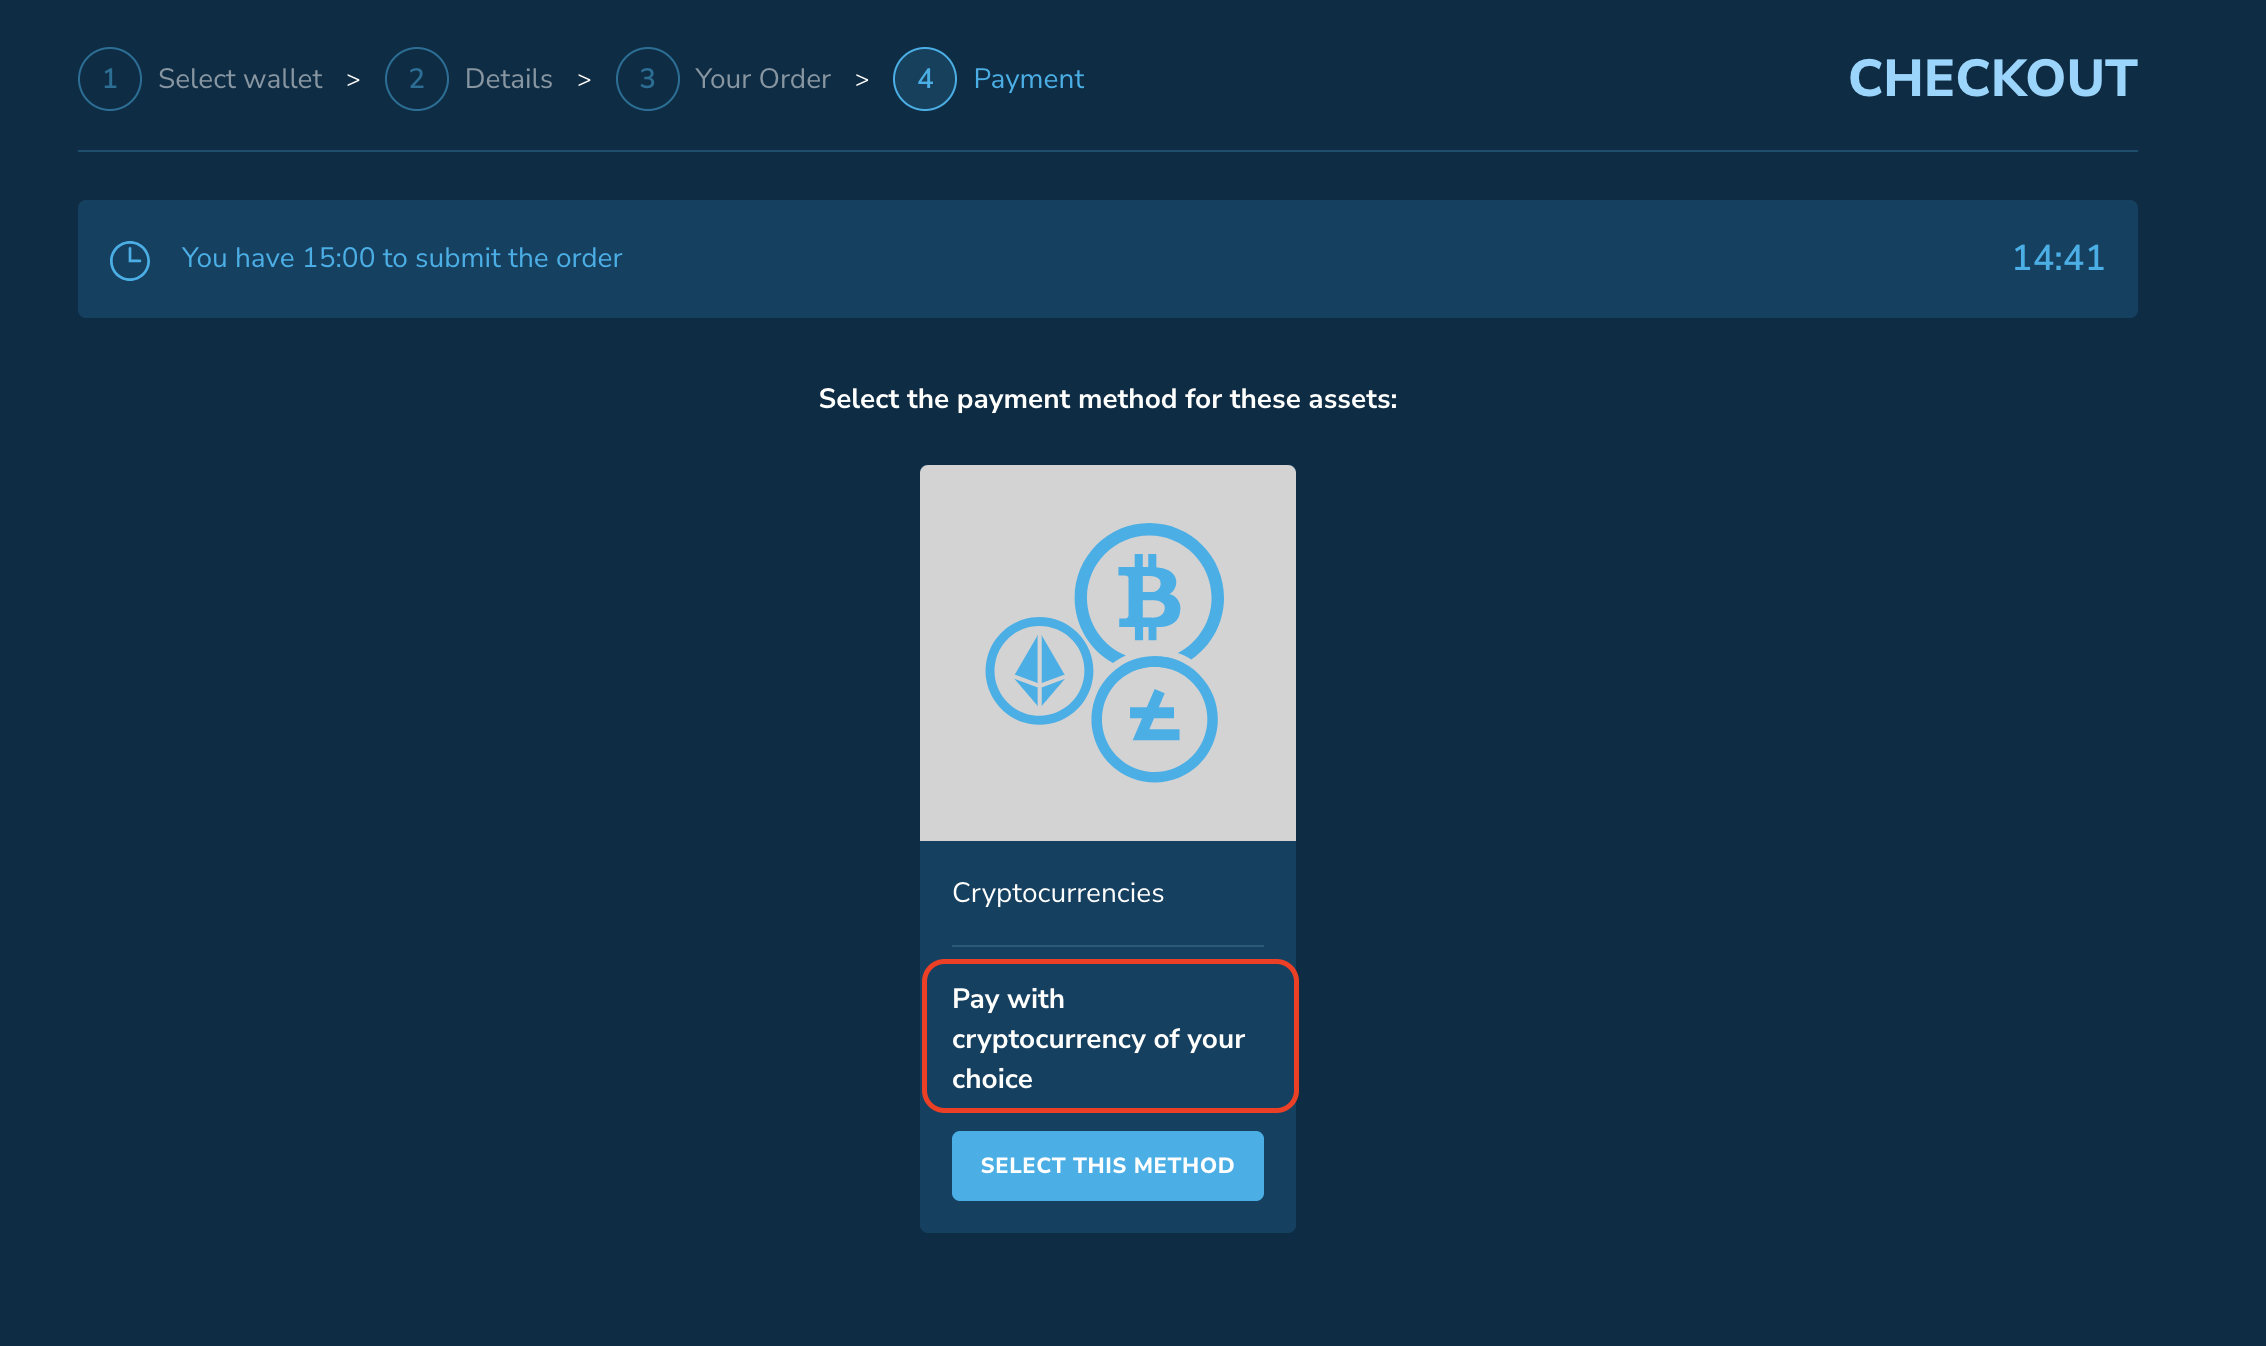 1 Select wallet > 2 Details > 3 Your Order > 4 Payment
CHECKOUT
You have 15:00 to submit the order
14:41
Select the payment method for these assets:
Cryptocurrencies
Pay with
cryptocurrency of your
choice
SELECT THIS METHOD